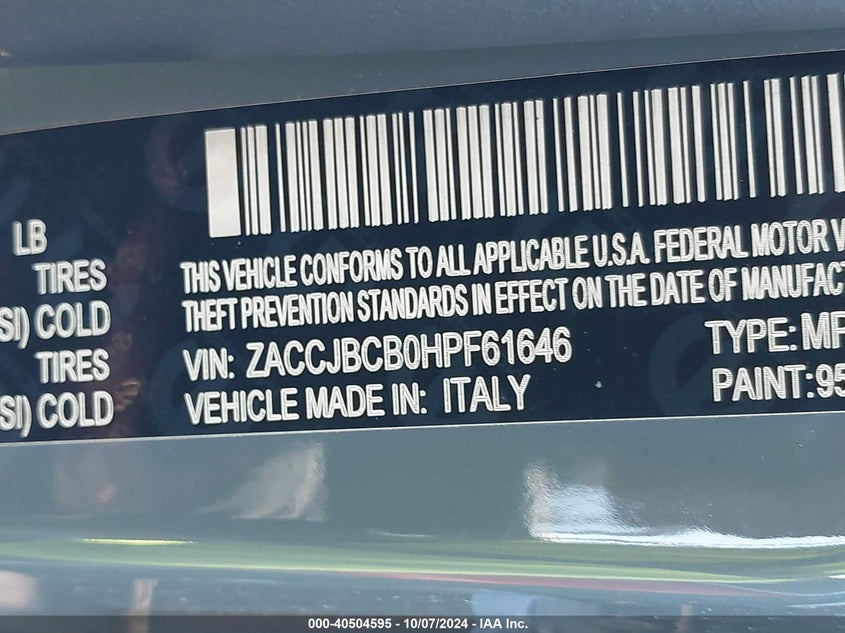 LB
TIRES
SI) COLD
TIRES
SI) COLD
THIS VEHICLE CONFORMS TO ALL APPLICABLE U.S.A. FEDERAL MOTOR V
THEFT PREVENTION STANDARDS IN EFFECT ON THE DATE OF MANUFACT
VIN: ZACCJBCB0HPF61646 TYPE: MP
VEHICLE MADE IN: ITALY PAINT: 95
000-40504595 - 10/07/2024 - IAA Inc.